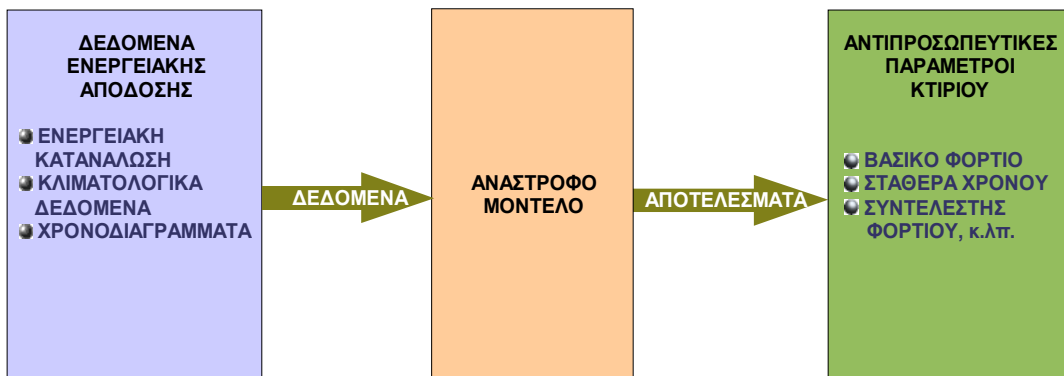 ΔΕΔΟΜΕΝΑ
ΕΝΕΡΓΕΙΑΚΗΣ
ΑΠΟΔΟΣΗΣ
ΕΝΕΡΓΕΙΑΚΗ
ΚΑΤΑΝΑΛΩΣΗ
ΚΛΙΜΑΤΟΛΟΓΙΚΑ
ΔΕΔΟΜΕΝΑ
ΧΡΟΝΟΔΙΑΓΡΑΜΜΑΤΑ
ΔΕΔΟΜΕΝΑ
ΑΝΑΣΤΡΟΦΟ
ΜΟΝΤΕΛΟ
ΑΠΟΤΕΛΕΣΜΑΤΑ
ΑΝΤΙΠΡΟΣΩΠΕΥΤΙΚΕΣ
ΠΑΡΑΜΕΤΡΟΙ
ΚΤΙΡΙΟΥ
ΒΑΣΙΚΟ ΦΟΡΤΙΟ
ΣΤΑΘΕΡΑ ΧΡΟΝΟΥ
ΣΥΝΤΕΛΕΣΤΗΣ
ΦΟΡΤΙΟΥ, κ.λπ.